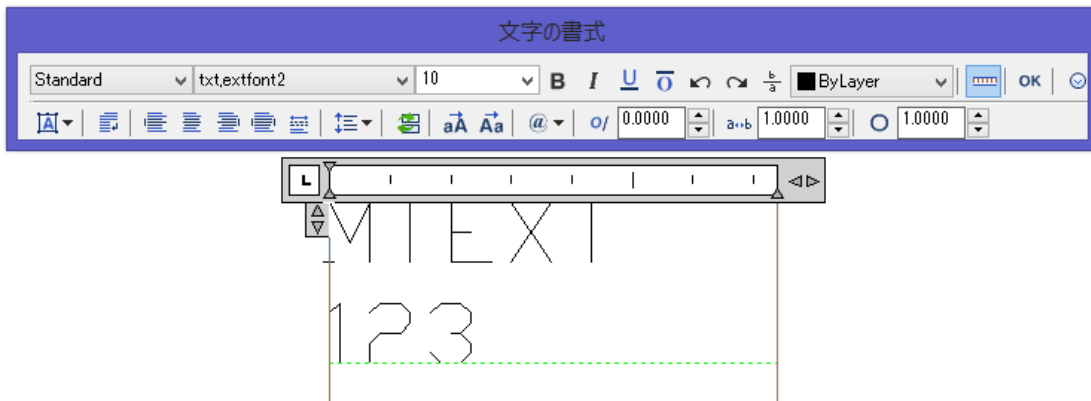 文字の書式
Standard txt,extfont2 10 B I U O b/a ByLayer OK
A aA Aa @ 0/ 0.0000 a↔b 1.0000 O 1.0000
L
MTEXT
123